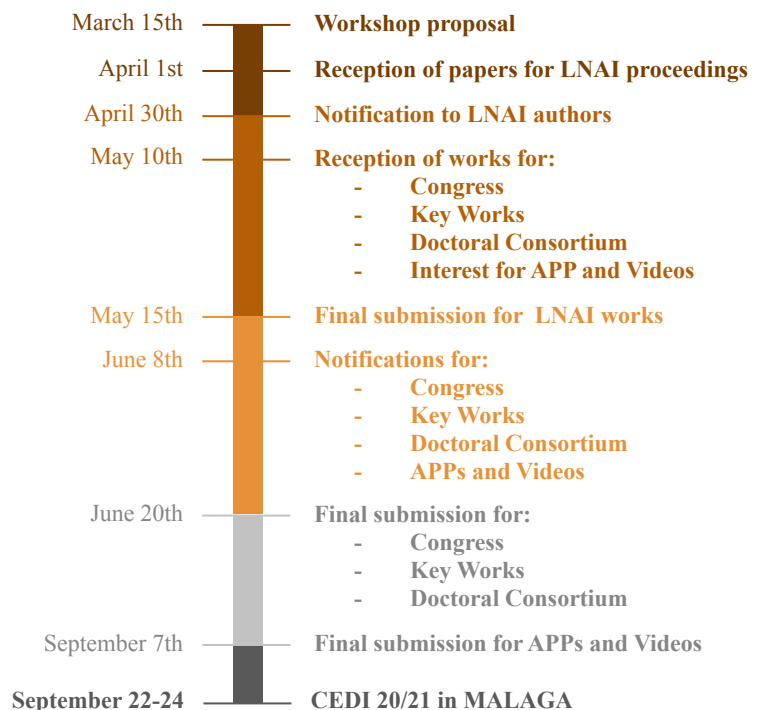 March 15th Workshop proposal
April 1st Reception of papers for LNAI proceedings
April 30th Notification to LNAI authors
May 10th Reception of works for:
- Congress
- Key Works
- Doctoral Consortium
- Interest for APP and Videos
May 15th Final submission for LNAI works
June 8th Notifications for:
- Congress
- Key Works
- Doctoral Consortium
- APPs and Videos
June 20th Final submission for:
- Congress
- Key Works
- Doctoral Consortium
September 7th Final submission for APPs and Videos
September 22-24 CEDI 20/21 in MALAGA